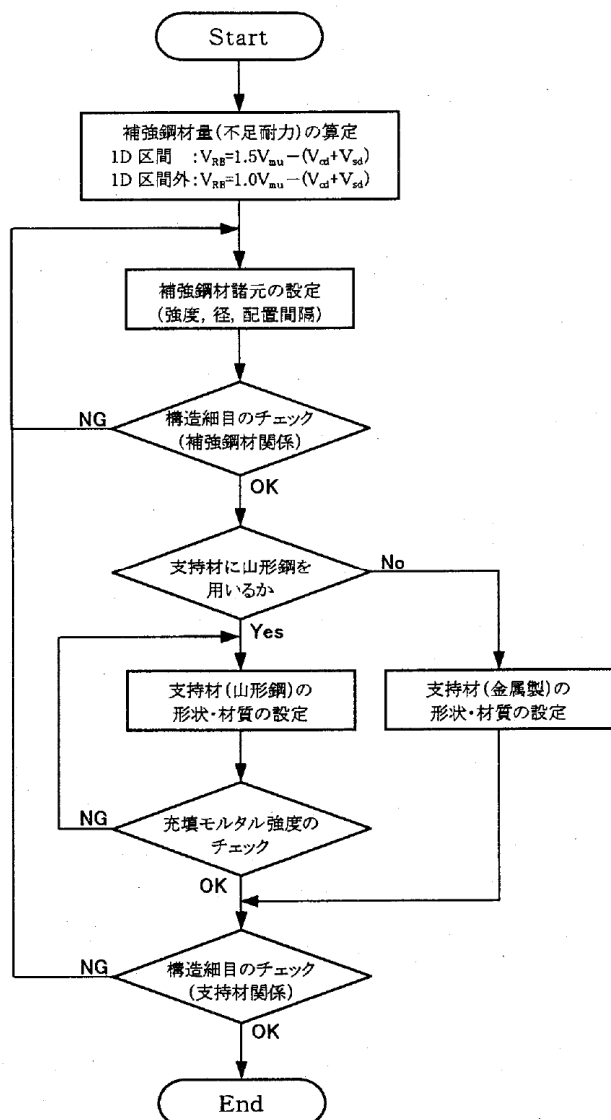 Start
補強鋼材量(不足耐力)の算定
1D 区間 :V_RB=1.5V_mu−(V_cd+V_sd)
1D 区間外:V_RB=1.0V_mu−(V_cd+V_sd)
補強鋼材諸元の設定
(強度, 径, 配置間隔)
構造細目のチェック
(補強鋼材関係)
NG
OK
支持材に山形鋼を
用いるか
No
Yes
支持材(山形鋼)の
形状・材質の設定
支持材(金属製)の
形状・材質の設定
充填モルタル強度の
チェック
NG
OK
構造細目のチェック
(支持材関係)
NG
OK
End